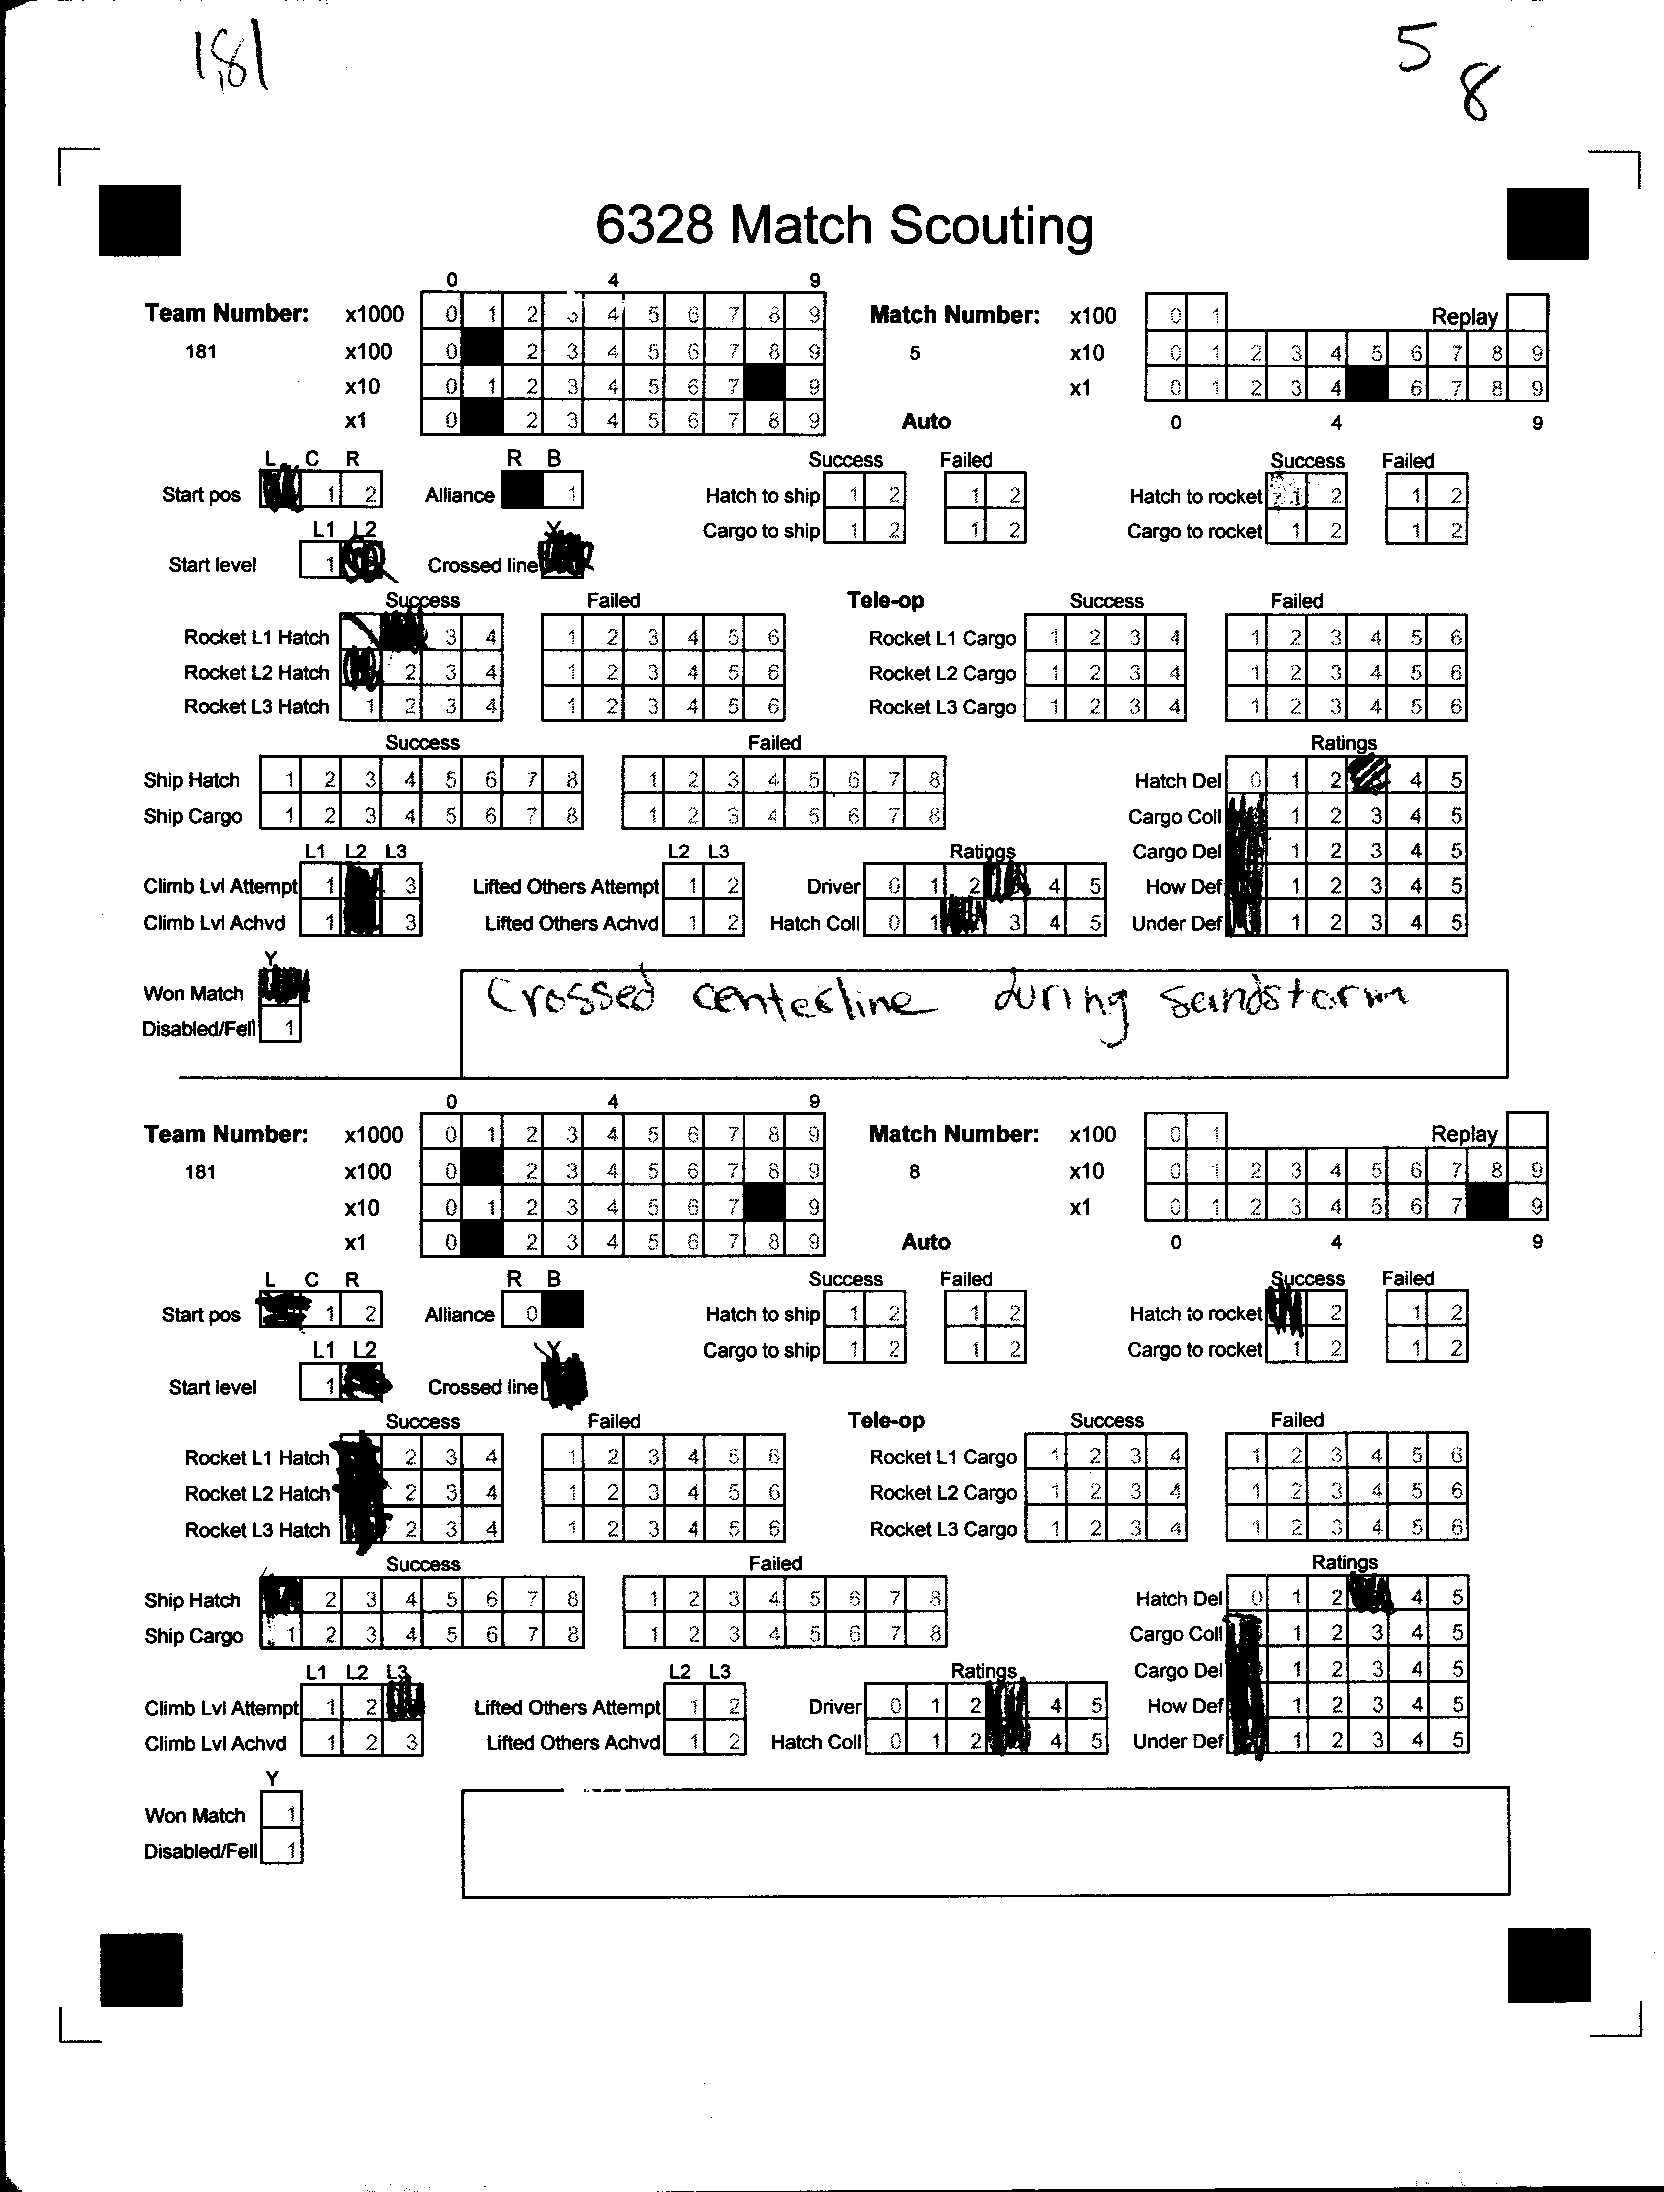 181
5
8
6328 Match Scouting
0 4 9
Team Number: x1000 0 1 2 3 4 5 6 7 8 9 Match Number: x100 0 1 Replay
181 x100 0 2 3 4 5 6 7 8 9 5 x10 0 1 2 3 4 5 6 7 8 9
x10 0 1 2 3 4 5 6 7 9 x1 0 1 2 3 4 6 7 8 9
x1 0 2 3 4 5 6 7 8 9 Auto 0 4 9
L C R R B Success Failed Success Failed
Start pos 1 2 Alliance 1 Hatch to ship 1 2 1 2 Hatch to rocket 1 2 1 2
L1 L2 Y Cargo to ship 1 2 1 2 Cargo to rocket 1 2 1 2
Start level 1 Crossed line
Success Failed Tele-op Success Failed
Rocket L1 Hatch 3 4 1 2 3 4 5 6 Rocket L1 Cargo 1 2 3 4 1 2 3 4 5 6
Rocket L2 Hatch 2 3 4 1 2 3 4 5 6 Rocket L2 Cargo 1 2 3 4 1 2 3 4 5 6
Rocket L3 Hatch 1 2 3 4 1 2 3 4 5 6 Rocket L3 Cargo 1 2 3 4 1 2 3 4 5 6
Success Failed Ratings
Ship Hatch 1 2 3 4 5 6 7 8 1 2 3 4 5 6 7 8 Hatch Del 0 1 2 4 5
Ship Cargo 1 2 3 4 5 6 7 8 1 2 3 4 5 6 7 8 Cargo Coll 1 2 3 4 5
L1 L2 L3 L2 L3 Ratings Cargo Del 1 2 3 4 5
Climb Lvl Attempt 1 3 Lifted Others Attempt 1 2 Driver 0 1 2 4 5 How Def 1 2 3 4 5
Climb Lvl Achvd 1 3 Lifted Others Achvd 1 2 Hatch Coll 0 1 3 4 5 Under Def 1 2 3 4 5
Y
Won Match Crossed centerline during sandstorm
Disabled/Fell 1
0 4 9
Team Number: x1000 0 1 2 3 4 5 6 7 8 9 Match Number: x100 0 1 Replay
181 x100 0 2 3 4 5 6 7 8 9 8 x10 0 1 2 3 4 5 6 7 8 9
x10 0 1 2 3 4 5 6 7 9 x1 0 1 2 3 4 5 6 7 9
x1 0 2 3 4 5 6 7 8 9 Auto 0 4 9
L C R R B Success Failed Success Failed
Start pos 1 2 Alliance 0 Hatch to ship 1 2 1 2 Hatch to rocket 2 1 2
L1 L2 Y Cargo to ship 1 2 1 2 Cargo to rocket 1 2 1 2
Start level 1 Crossed line
Success Failed Tele-op Success Failed
Rocket L1 Hatch 2 3 4 1 2 3 4 5 6 Rocket L1 Cargo 1 2 3 4 1 2 3 4 5 6
Rocket L2 Hatch 2 3 4 1 2 3 4 5 6 Rocket L2 Cargo 1 2 3 4 1 2 3 4 5 6
Rocket L3 Hatch 2 3 4 1 2 3 4 5 6 Rocket L3 Cargo 1 2 3 4 1 2 3 4 5 6
Success Failed Ratings
Ship Hatch 2 3 4 5 6 7 8 1 2 3 4 5 6 7 8 Hatch Del 0 1 2 4 5
Ship Cargo 1 2 3 4 5 6 7 8 1 2 3 4 5 6 7 8 Cargo Coll 1 2 3 4 5
L1 L2 L3 L2 L3 Ratings Cargo Del 1 2 3 4 5
Climb Lvl Attempt 1 2 Lifted Others Attempt 1 2 Driver 0 1 2 4 5 How Def 1 2 3 4 5
Climb Lvl Achvd 1 2 3 Lifted Others Achvd 1 2 Hatch Coll 0 1 2 4 5 Under Def 1 2 3 4 5
Y
Won Match 1
Disabled/Fell 1